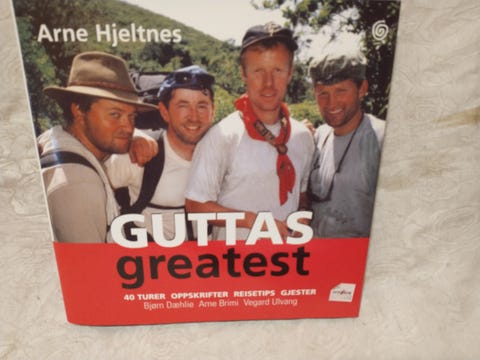 Arne Hjeltnes
GUTTAS
greatest
40 TURER OPPSKRIFTER REISETIPS GJESTER
Bjørn Dæhlie Arne Brimi Vegard Ulvang